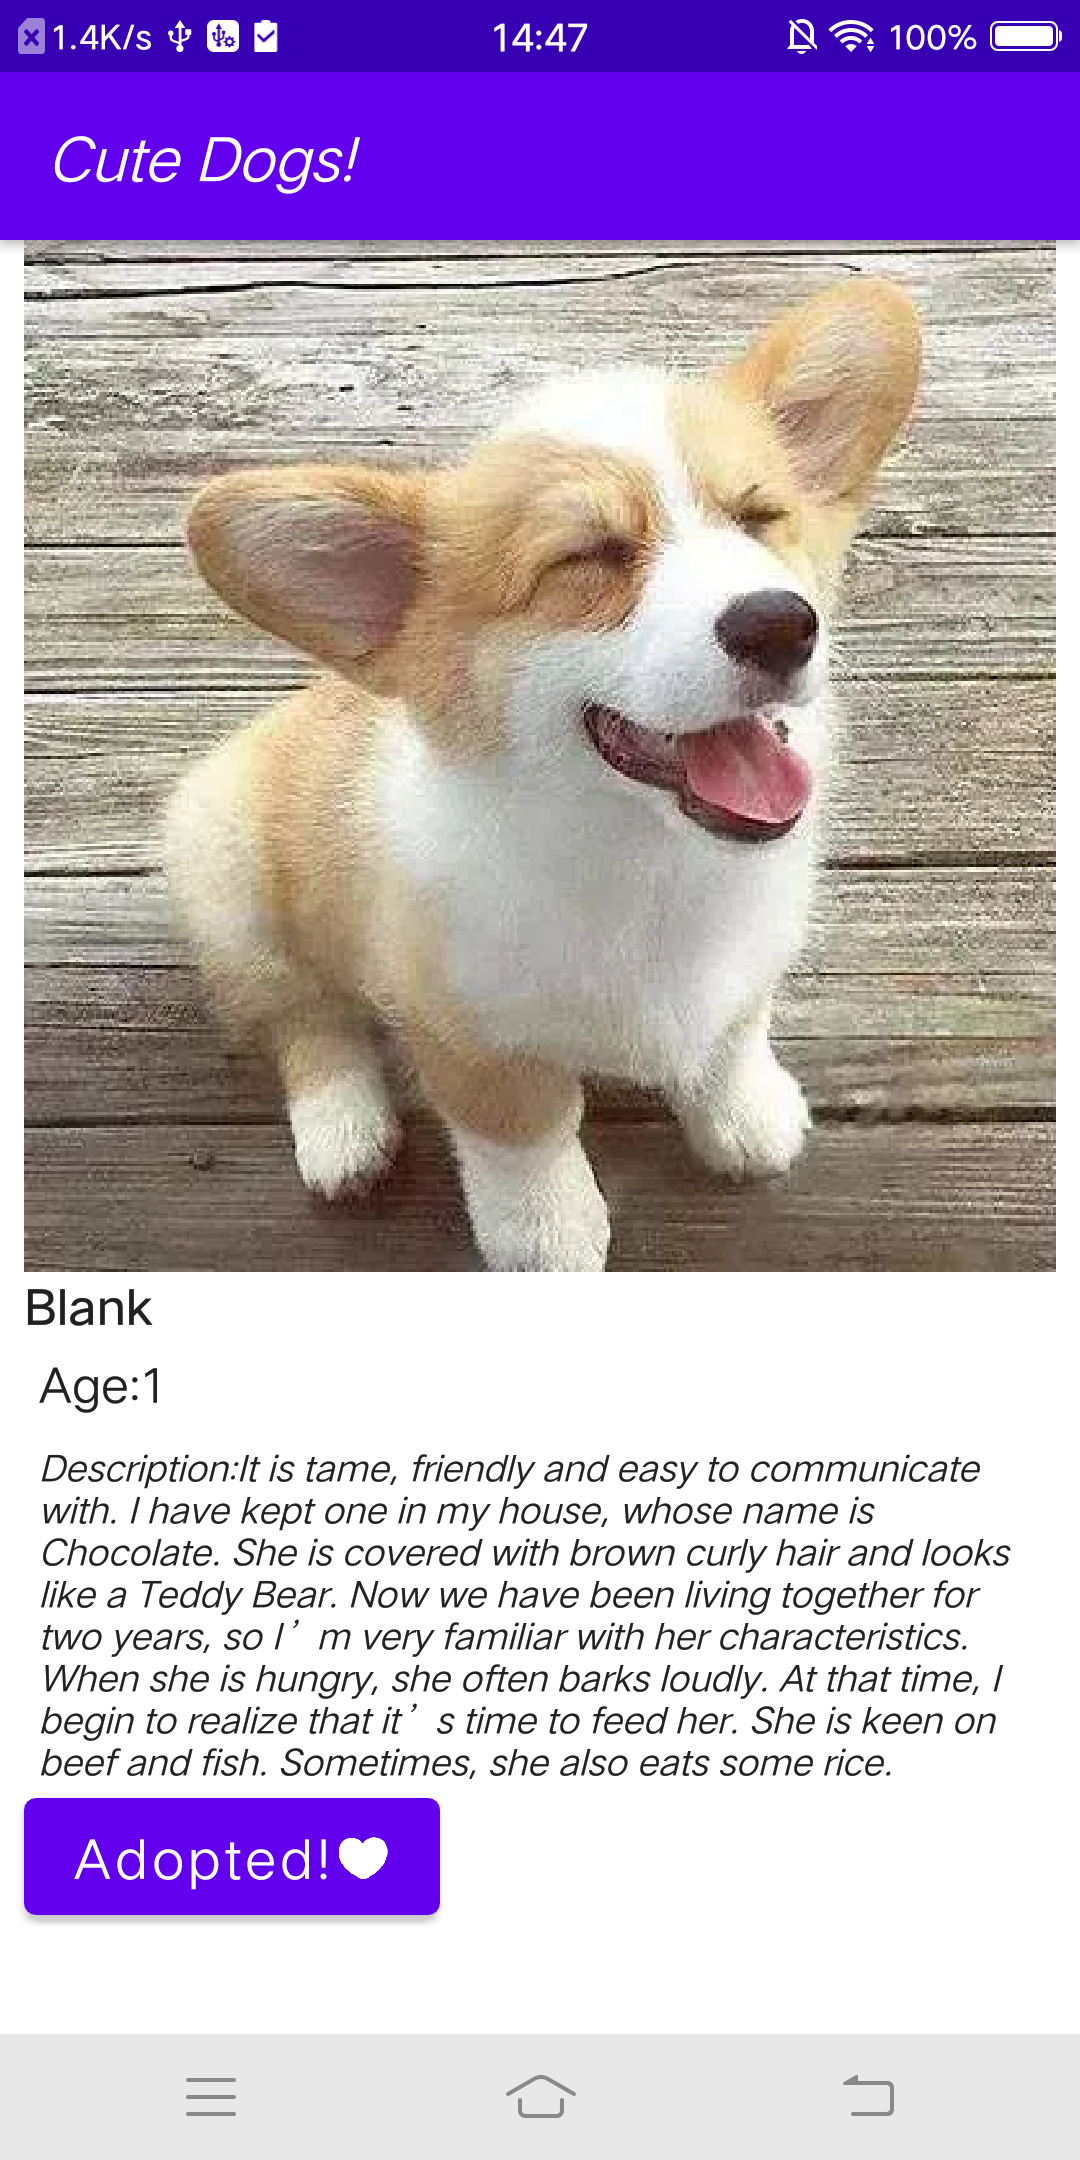 1.4K/s 14:47 100%
Cute Dogs!
Blank
Age:1
Description:It is tame, friendly and easy to communicate
with. I have kept one in my house, whose name is
Chocolate. She is covered with brown curly hair and looks
like a Teddy Bear. Now we have been living together for
two years, so I’m very familiar with her characteristics.
When she is hungry, she often barks loudly. At that time, I
begin to realize that it’s time to feed her. She is keen on
beef and fish. Sometimes, she also eats some rice.
Adopted!